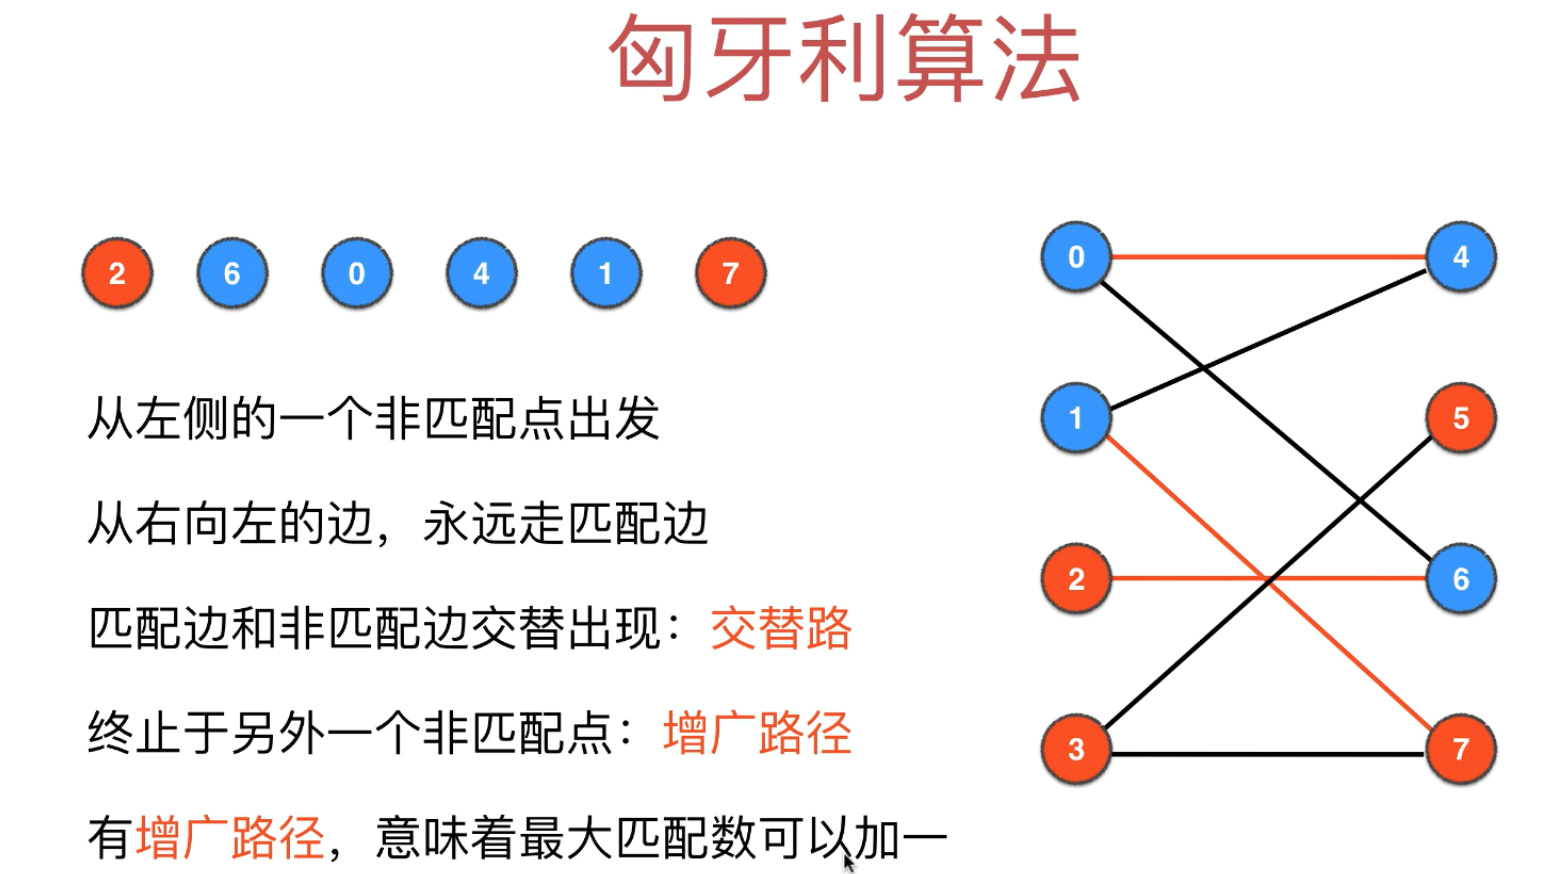 匈牙利算法
2 6 0 4 1 7
从左侧的一个非匹配点出发
从右向左的边，永远走匹配边
匹配边和非匹配边交替出现：交替路
终止于另外一个非匹配点：增广路径
有增广路径，意味着最大匹配数可以加一
0 4
1 5
2 6
3 7